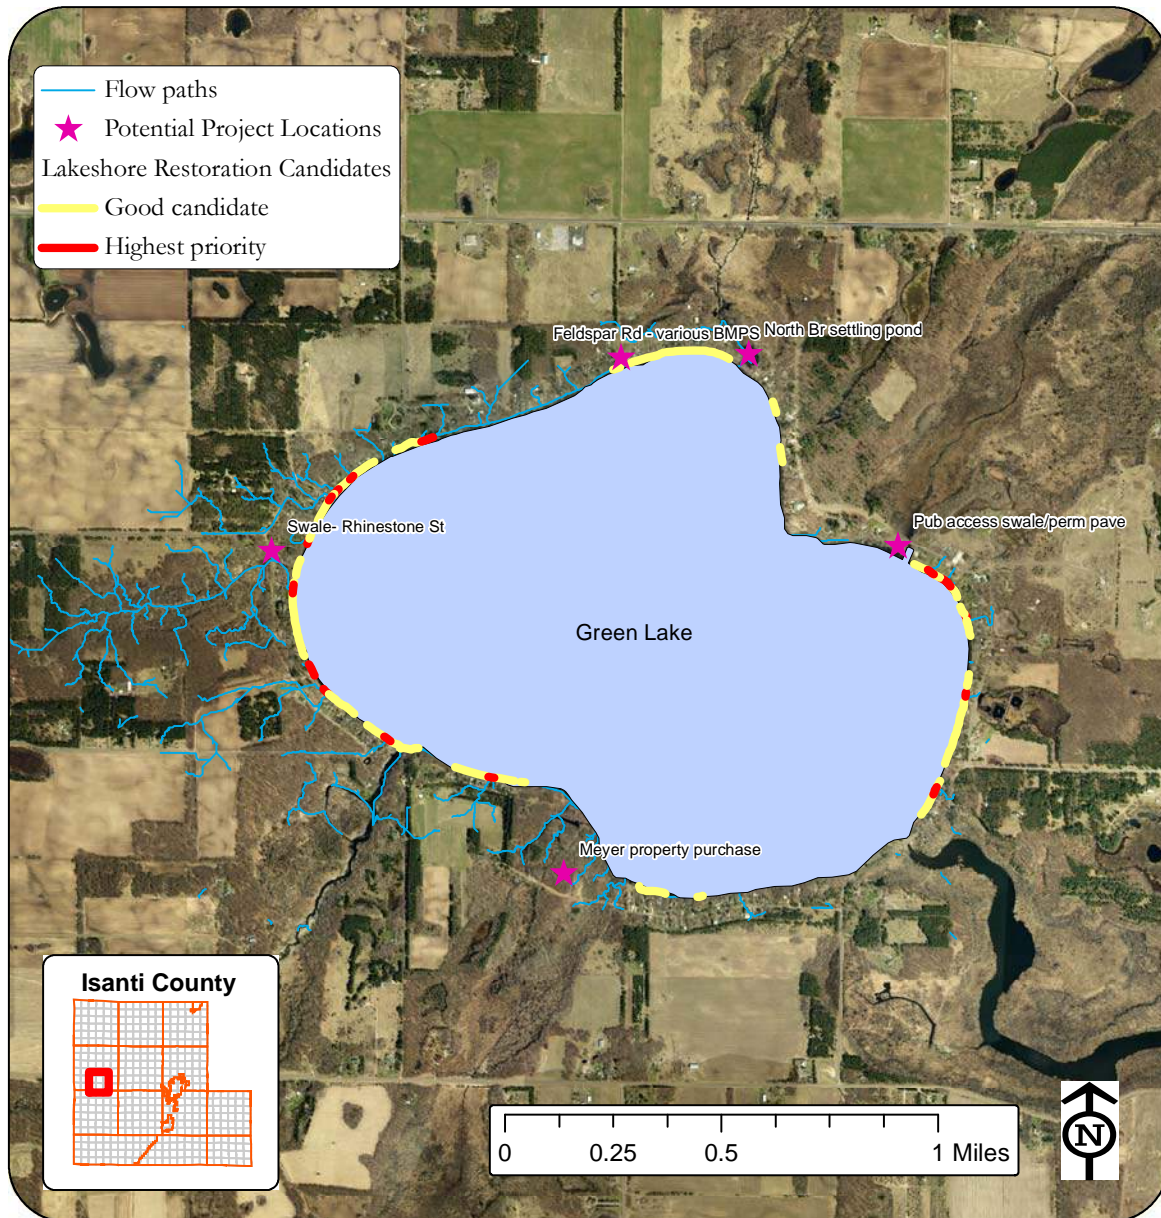 Flow paths
Potential Project Locations
Lakeshore Restoration Candidates
Good candidate
Highest priority
Feldspar Rd - various BMPS
North Br settling pond
Swale- Rhinestone St
Pub access swale/perm pave
Green Lake
Meyer property purchase
Isanti County
0 0.25 0.5 1 Miles
N